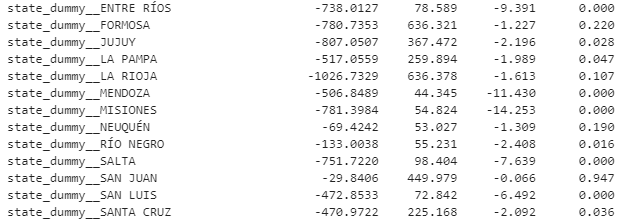 state_dummy__ENTRE RÍOS -738.0127 78.589 -9.391 0.000
state_dummy__FORMOSA -780.7353 636.321 -1.227 0.220
state_dummy__JUJUY -807.0507 367.472 -2.196 0.028
state_dummy__LA PAMPA -517.0559 259.894 -1.989 0.047
state_dummy__LA RIOJA -1026.7329 636.378 -1.613 0.107
state_dummy__MENDOZA -506.8489 44.345 -11.430 0.000
state_dummy__MISIONES -781.3984 54.824 -14.253 0.000
state_dummy__NEUQUÉN -69.4242 53.027 -1.309 0.190
state_dummy__RÍO NEGRO -133.0038 55.231 -2.408 0.016
state_dummy__SALTA -751.7220 98.404 -7.639 0.000
state_dummy__SAN JUAN -29.8406 449.979 -0.066 0.947
state_dummy__SAN LUIS -472.8533 72.842 -6.492 0.000
state_dummy__SANTA CRUZ -470.9722 225.168 -2.092 0.036